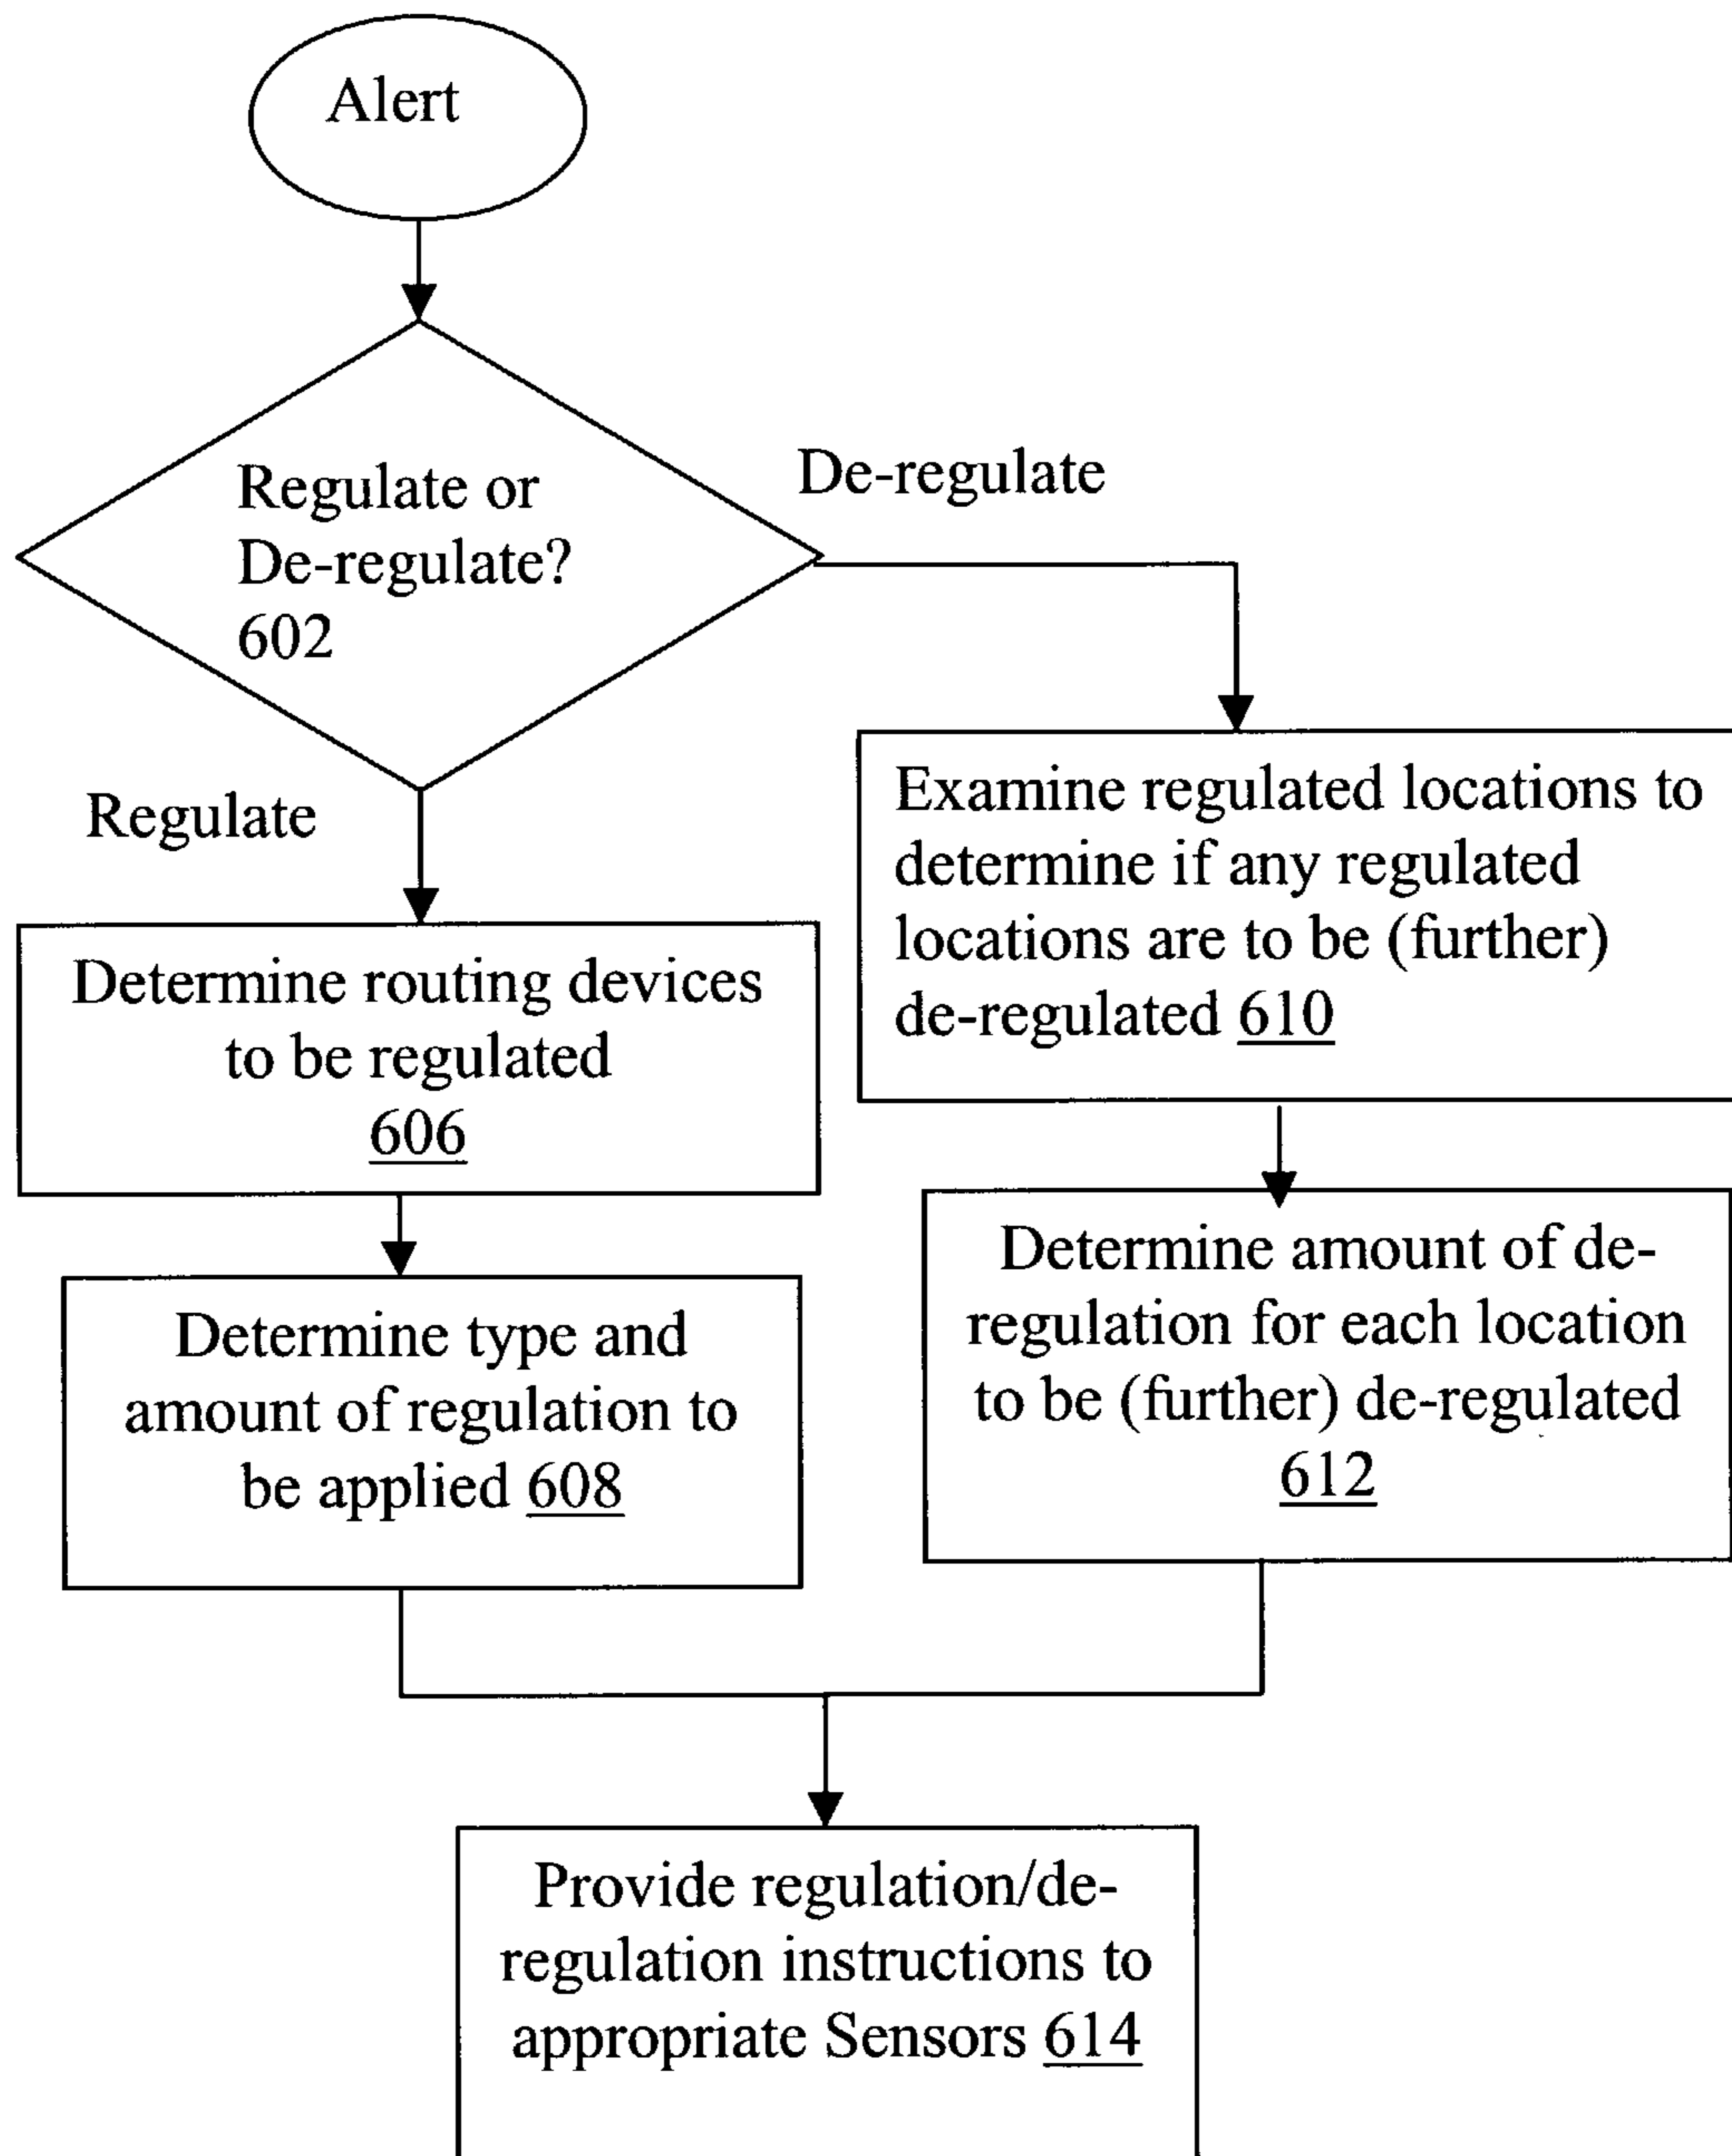 Alert
Regulate or
De-regulate?
602
De-regulate
Regulate
Examine regulated locations to
determine if any regulated
locations are to be (further)
de-regulated 610
Determine routing devices
to be regulated
606
Determine amount of de-
regulation for each location
to be (further) de-regulated
612
Determine type and
amount of regulation to
be applied 608
Provide regulation/de-
regulation instructions to
appropriate Sensors 614